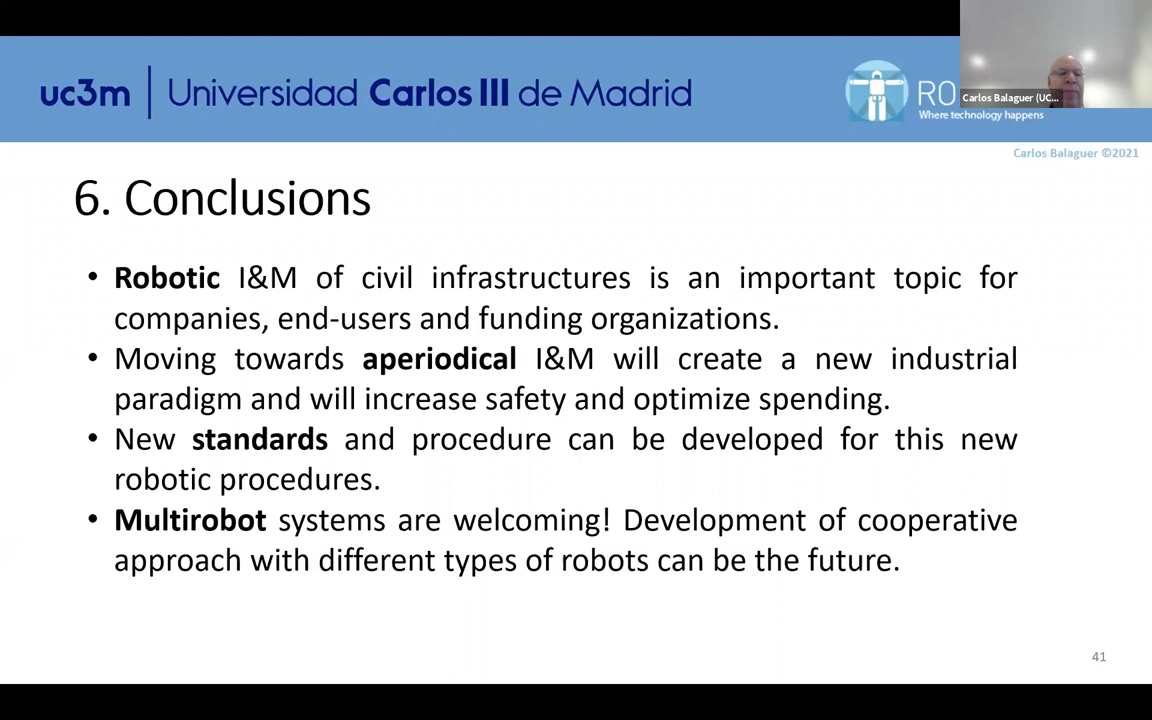 uc3m | Universidad Carlos III de Madrid
RO
Where technology happens
Carlos Balaguer (UC...
Carlos Balaguer ©2021
6. Conclusions
• Robotic I&M of civil infrastructures is an important topic for
companies, end-users and funding organizations.
• Moving towards aperiodical I&M will create a new industrial
paradigm and will increase safety and optimize spending.
• New standards and procedure can be developed for this new
robotic procedures.
• Multirobot systems are welcoming! Development of cooperative
approach with different types of robots can be the future.
41